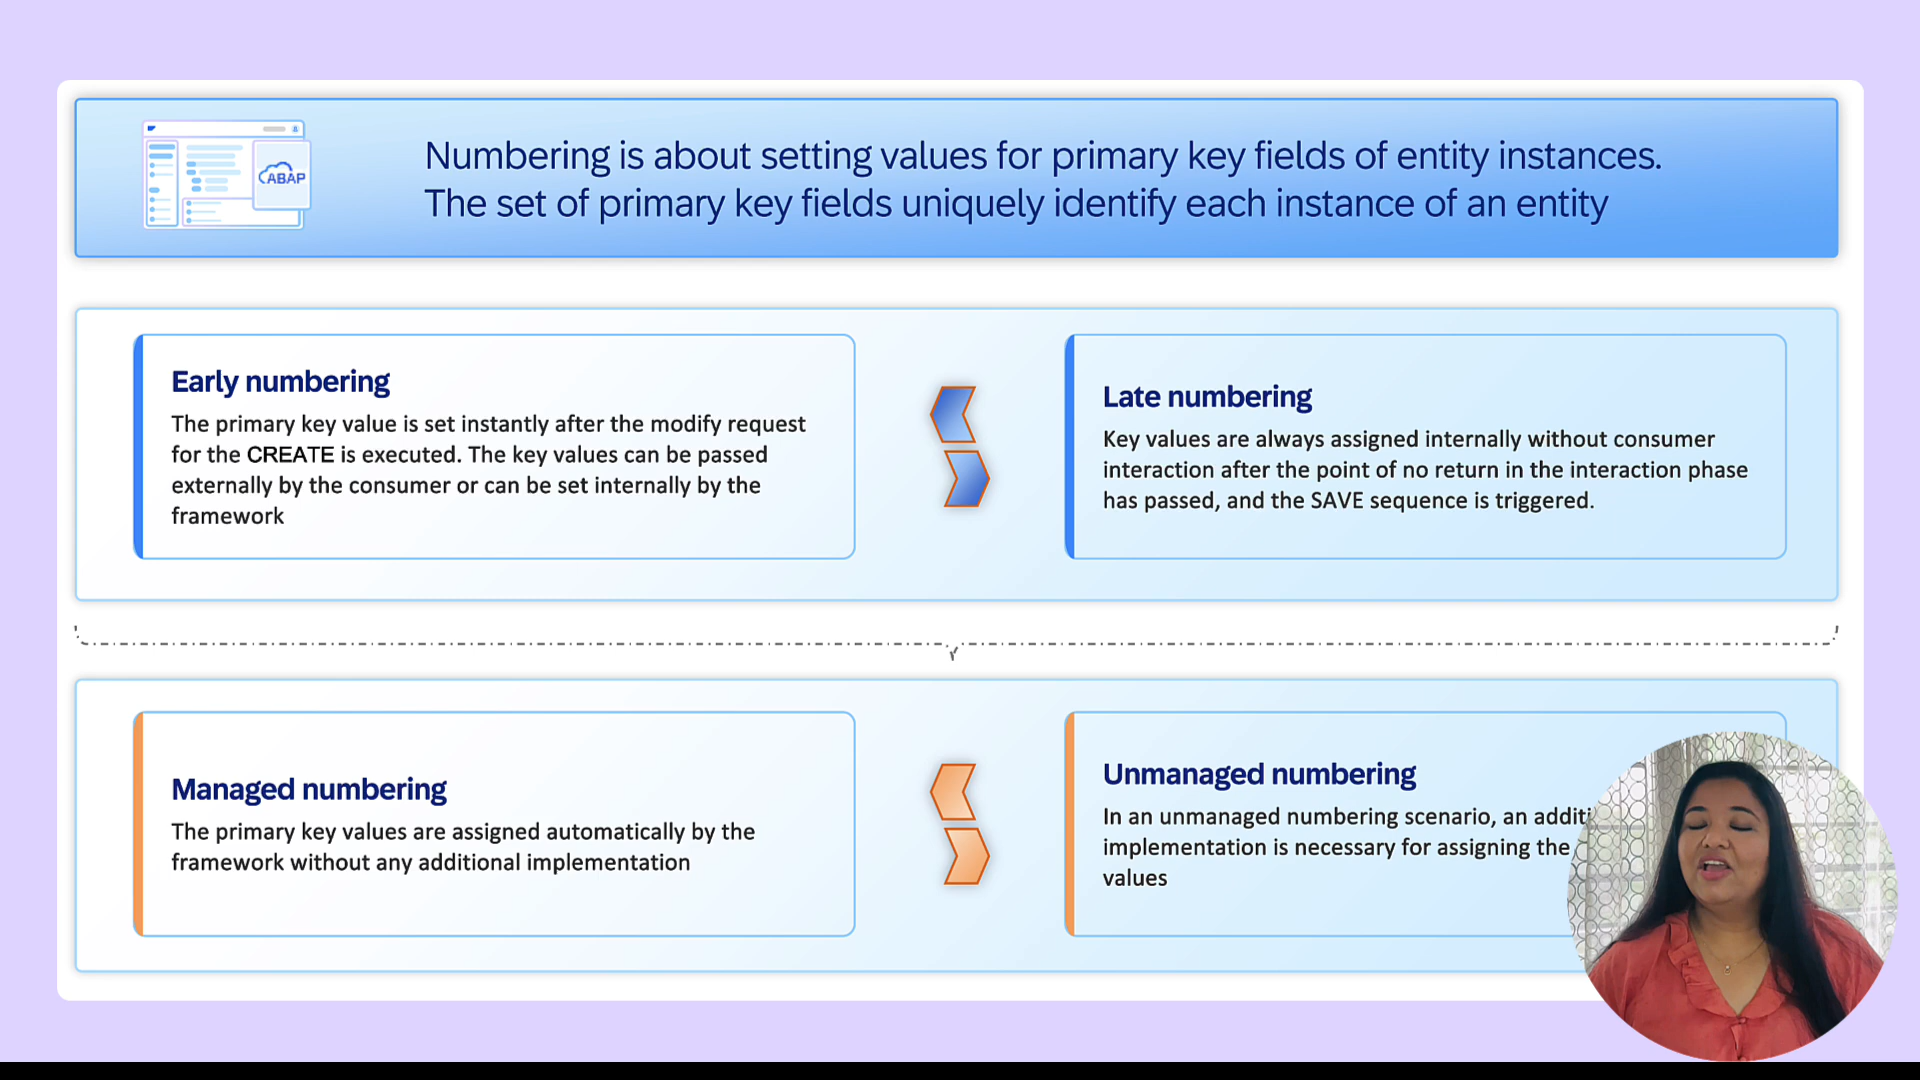 ABAP
Numbering is about setting values for primary key fields of entity instances.
The set of primary key fields uniquely identify each instance of an entity
Early numbering
The primary key value is set instantly after the modify request
for the CREATE is executed. The key values can be passed
externally by the consumer or can be set internally by the
framework
Late numbering
Key values are always assigned internally without consumer
interaction after the point of no return in the interaction phase
has passed, and the SAVE sequence is triggered.
Managed numbering
The primary key values are assigned automatically by the
framework without any additional implementation
Unmanaged numbering
In an unmanaged numbering scenario, an
implementation is necessary for assigning the
values